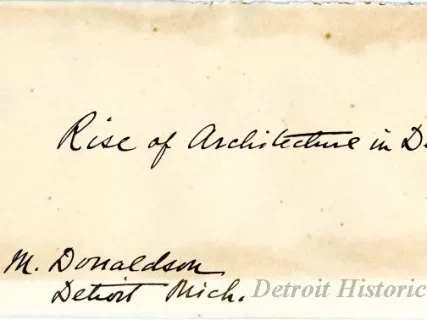 Rise of Architecture in D
M. Donaldson
Detroit Mich.
Detroit Historic